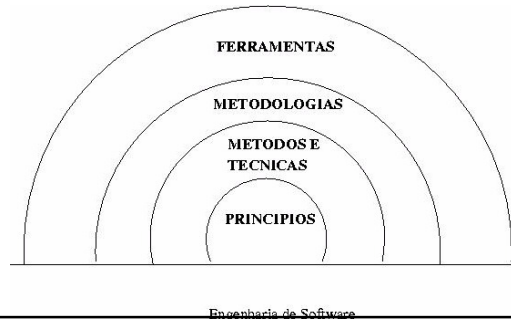 FERRAMENTAS
METODOLOGIAS
METODOS E
TECNICAS
PRINCIPIOS
Engenharia de Software